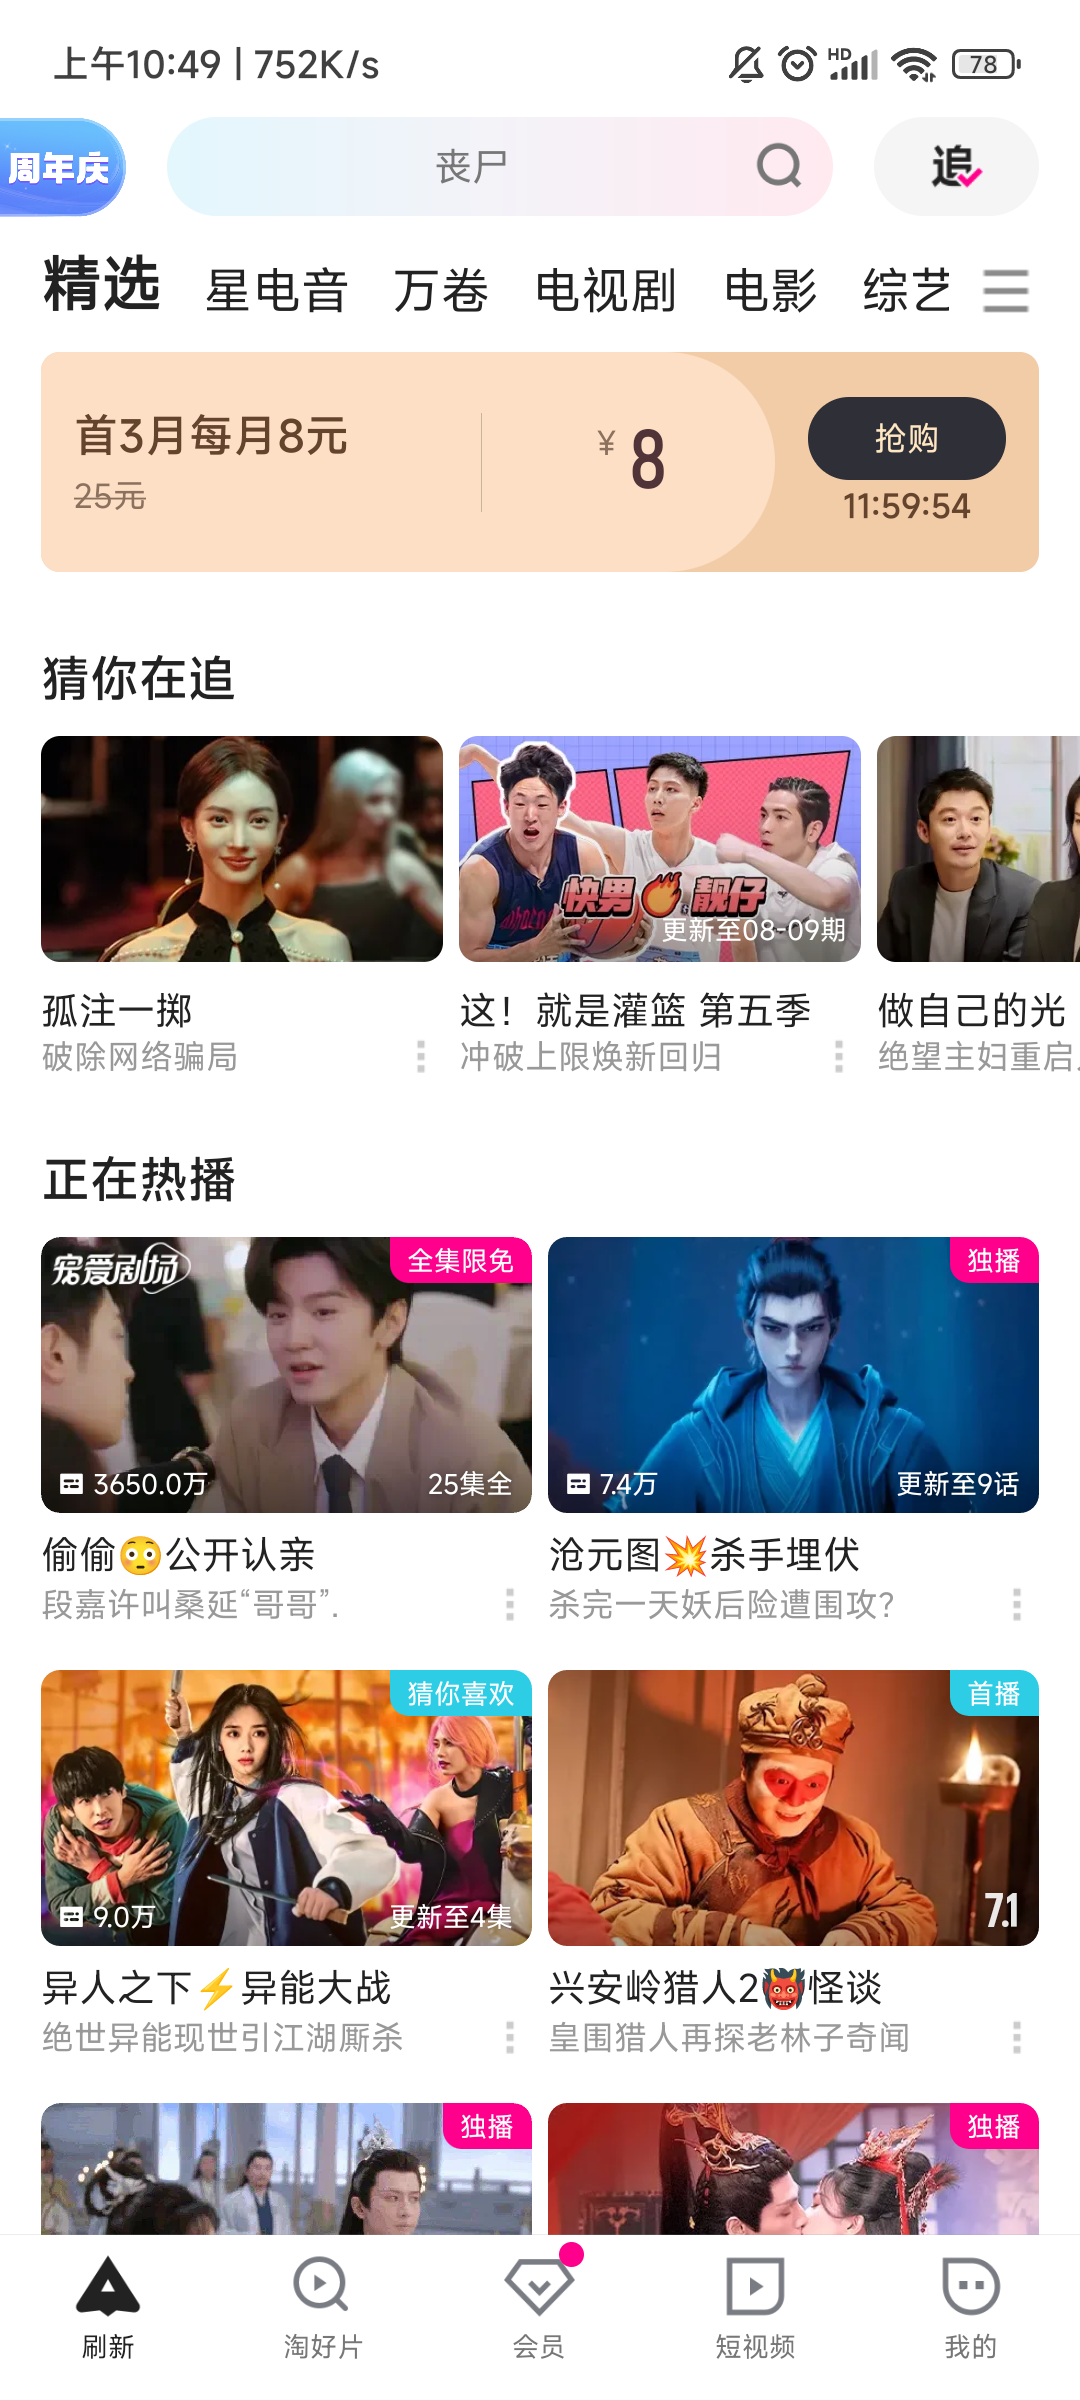 上午10:49 | 752K/s
HD
78
周年庆
丧尸
追
精选 星电音 万卷 电视剧 电影 综艺
首3月每月8元
25元
¥ 8
抢购
11:59:54
猜你在追
快男 靓仔
更新至08-09期
孤注一掷
破除网络骗局
这！就是灌篮 第五季
冲破上限焕新回归
做自己的光
绝望主妇重启
正在热播
宠爱剧场
全集限免
3650.0万
25集全
偷偷😳公开认亲
段嘉许叫桑延“哥哥”.
独播
7.4万
更新至9话
沧元图💥杀手埋伏
杀完一天妖后险遭围攻?
猜你喜欢
9.0万
更新至4集
异人之下⚡异能大战
绝世异能现世引江湖厮杀
首播
7.1
兴安岭猎人2👹怪谈
皇围猎人再探老林子奇闻
独播
独播
刷新
淘好片
会员
短视频
我的